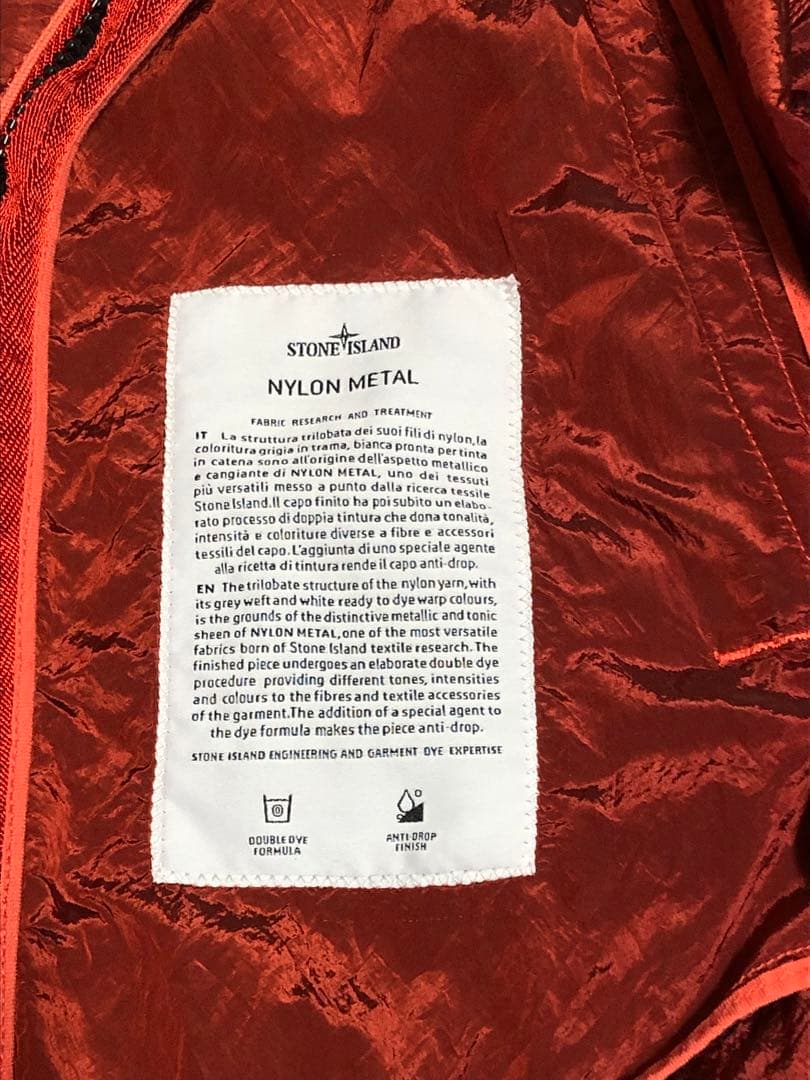 STONE ISLAND
NYLON METAL
FABRIC RESEARCH AND TREATMENT
IT La struttura trilobata dei suoi fili di nylon, la
coloritura grigia in trama, bianca pronta per tinta
in catena sono all'origine dell'aspetto metallico
e cangiante di NYLON METAL, uno dei tessuti
più versatili messo a punto dalla ricerca tessile
Stone Island. Il capo finito ha poi subito un elabo-
rato processo di doppia tintura che dona tonalità,
intensità e coloriture diverse a fibre e accessori
tessili del capo. L'aggiunta di uno speciale agente
alla ricetta di tintura rende il capo anti-drop.
EN The trilobate structure of the nylon yarn, with
its grey weft and white ready to dye warp colours,
is the grounds of the distinctive metallic and tonic
sheen of NYLON METAL, one of the most versatile
fabrics born of Stone Island textile research. The
finished piece undergoes an elaborate double dye
procedure providing different tones, intensities
and colours to the fibres and textile accessories
of the garment. The addition of a special agent to
the dye formula makes the piece anti-drop.
STONE ISLAND ENGINEERING AND GARMENT DYE EXPERTISE
DOUBLE DYE
FORMULA
ANTI-DROP
FINISH